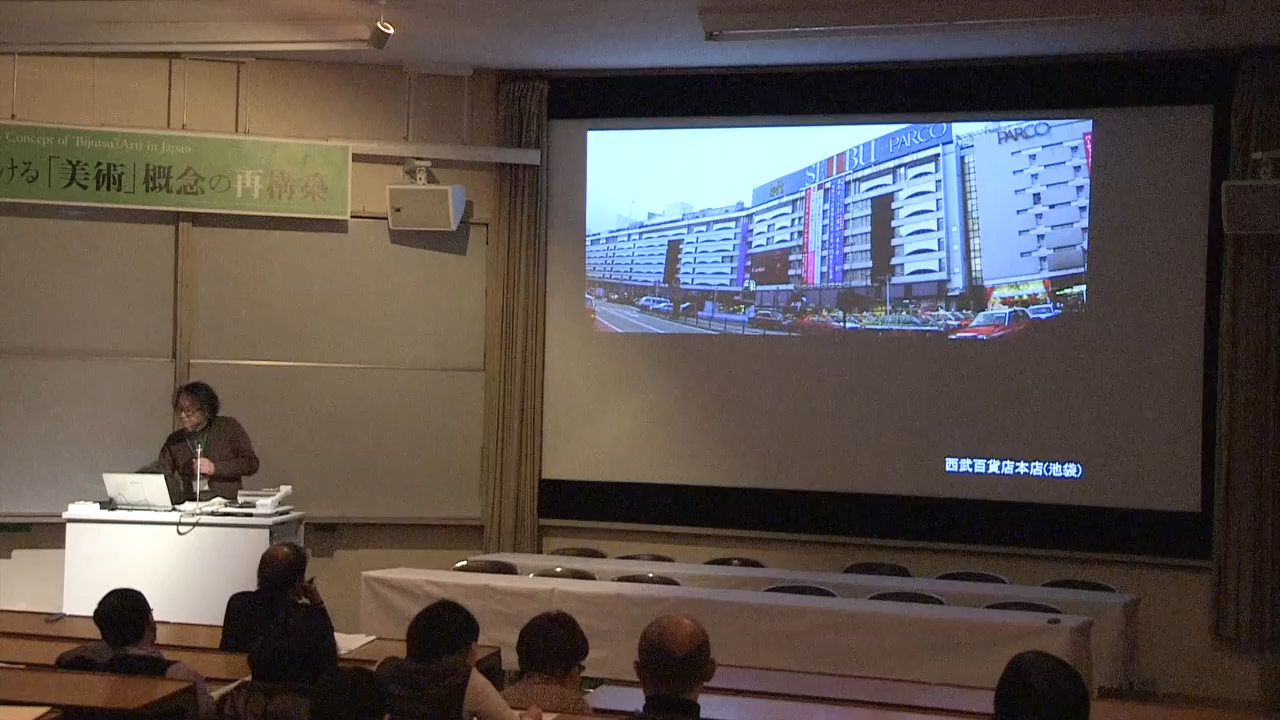 Concept of 'Bijutsu'(Art) in Japan
ける「美術」概念の再構築
SEIBU PARCO
PARCO
西武百貨店本店(池袋)